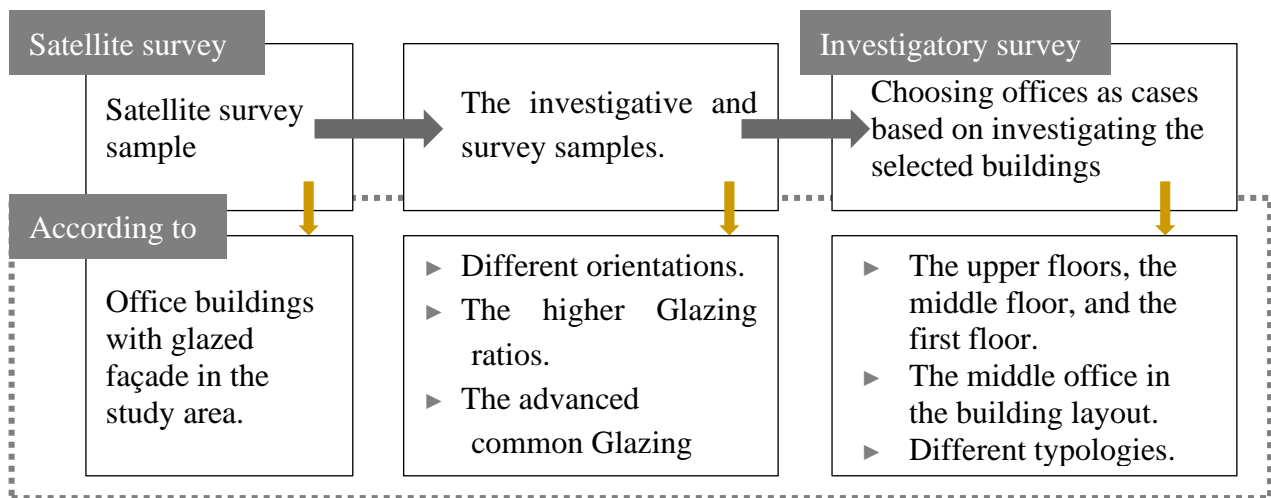 Satellite survey
Satellite survey
sample
The investigative and
survey samples.
Investigatory survey
Choosing offices as cases
based on investigating the
selected buildings
According to
Office buildings
with glazed
façade in the
study area.
► Different orientations.
► The higher Glazing
ratios.
► The advanced
common Glazing
► The upper floors, the
middle floor, and the
first floor.
► The middle office in
the building layout.
► Different typologies.